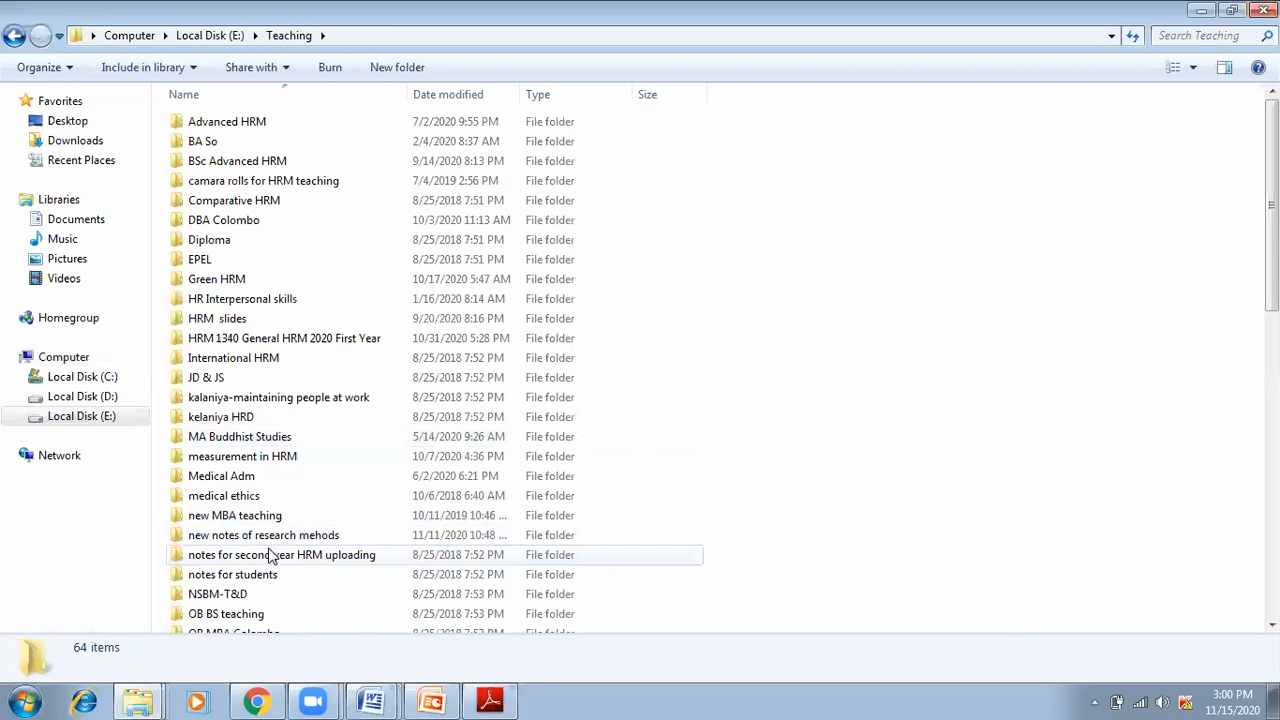 Computer Local Disk (E:) Teaching Search Teaching
Organize Include in library Share with Burn New folder
Name Date modified Type Size
Favorites
Desktop
Downloads
Recent Places
Libraries
Documents
Music
Pictures
Videos
Homegroup
Computer
Local Disk (C:)
Local Disk (D:)
Local Disk (E:)
Network
Advanced HRM 7/2/2020 9:55 PM File folder
BA So 2/4/2020 8:37 AM File folder
BSc Advanced HRM 9/14/2020 8:13 PM File folder
camara rolls for HRM teaching 7/4/2019 2:56 PM File folder
Comparative HRM 8/25/2018 7:51 PM File folder
DBA Colombo 10/3/2020 11:13 AM File folder
Diploma 8/25/2018 7:51 PM File folder
EPEL 8/25/2018 7:51 PM File folder
Green HRM 10/17/2020 5:47 AM File folder
HR Interpersonal skills 1/16/2020 8:14 AM File folder
HRM slides 9/20/2020 8:16 PM File folder
HRM 1340 General HRM 2020 First Year 10/31/2020 5:28 PM File folder
International HRM 8/25/2018 7:52 PM File folder
JD & JS 8/25/2018 7:52 PM File folder
kalaniya-maintaining people at work 8/25/2018 7:52 PM File folder
kelaniya HRD 8/25/2018 7:52 PM File folder
MA Buddhist Studies 5/14/2020 9:26 AM File folder
measurement in HRM 10/7/2020 4:36 PM File folder
Medical Adm 6/2/2020 6:21 PM File folder
medical ethics 10/6/2018 6:40 AM File folder
new MBA teaching 10/11/2019 10:46 ... File folder
new notes of research mehods 11/11/2020 10:48 ... File folder
notes for second year HRM uploading 8/25/2018 7:52 PM File folder
notes for students 8/25/2018 7:52 PM File folder
NSBM-T&D 8/25/2018 7:53 PM File folder
OB BS teaching 8/25/2018 7:53 PM File folder
OB MBA Colombo 8/25/2018 7:53 PM File folder
64 items
3:00 PM
11/15/2020